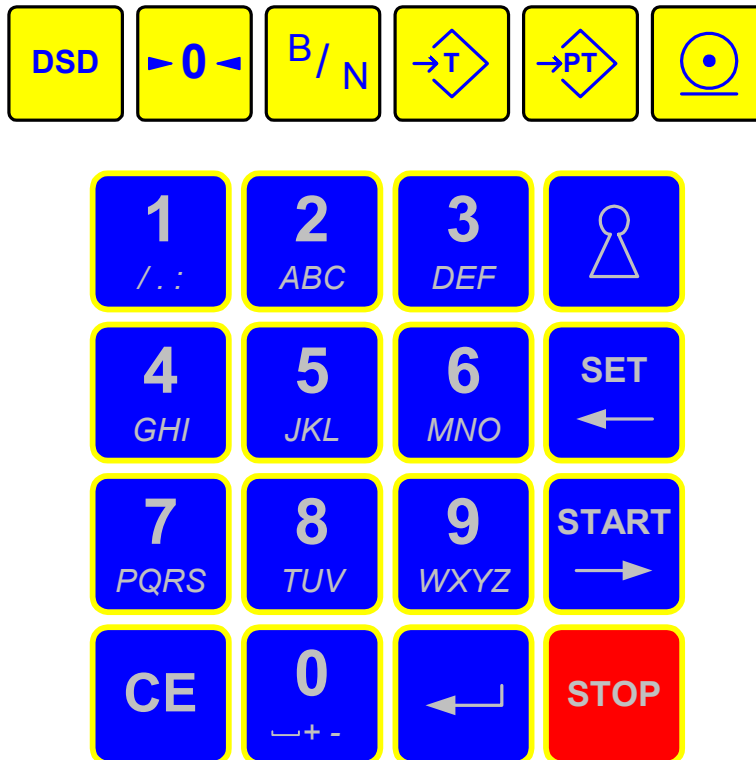 DSD ►0◄ B/N →T →PT
1 2 3
/ . : ABC DEF
4 5 6 SET
GHI JKL MNO ←
7 8 9 START
PQRS TUV WXYZ →
CE 0 ↵ STOP
⎵+ -